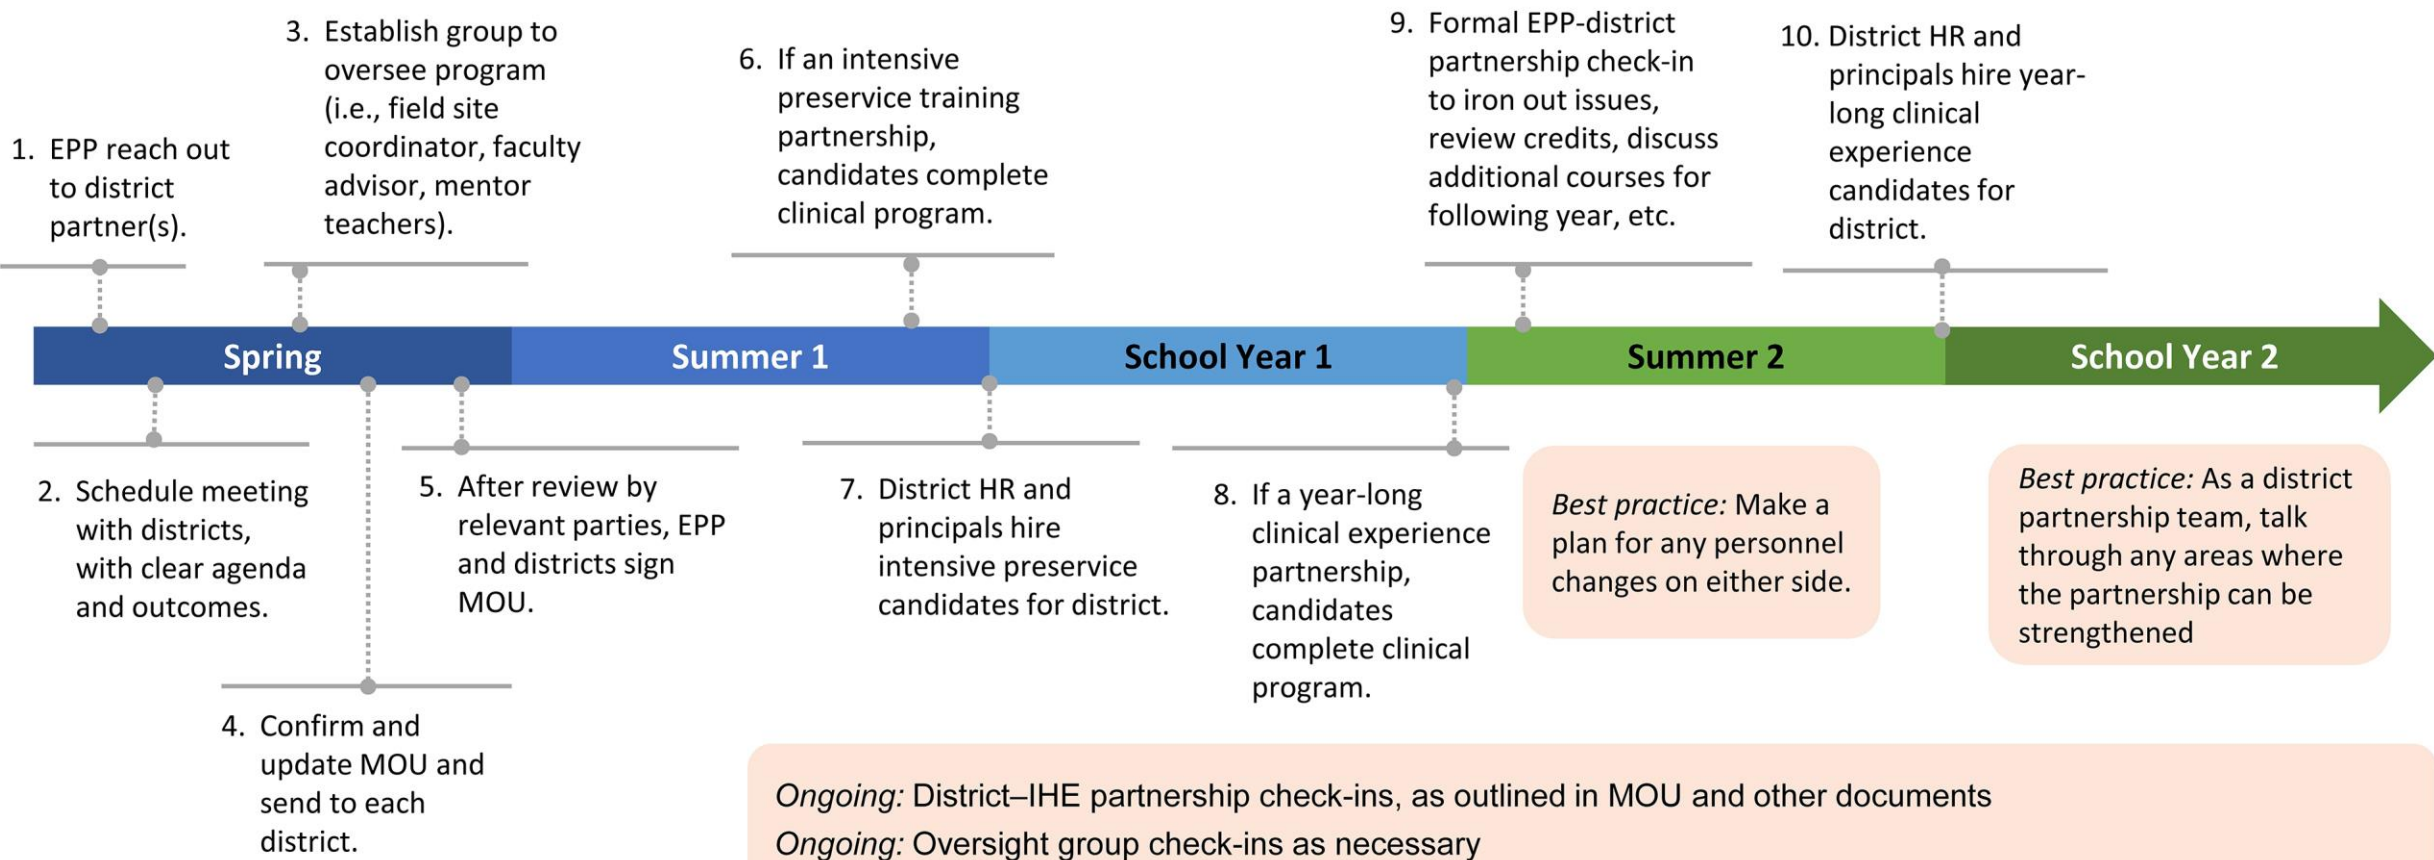 1. EPP reach out
to district
partner(s).
3. Establish group to
oversee program
(i.e., field site
coordinator, faculty
advisor, mentor
teachers).
6. If an intensive
preservice training
partnership,
candidates complete
clinical program.
9. Formal EPP-district
partnership check-in
to iron out issues,
review credits, discuss
additional courses for
following year, etc.
10. District HR and
principals hire year-
long clinical
experience
candidates for
district.
Spring
Summer 1
School Year 1
Summer 2
School Year 2
2. Schedule meeting
with districts,
with clear agenda
and outcomes.
4. Confirm and
update MOU and
send to each
district.
5. After review by
relevant parties, EPP
and districts sign
MOU.
7. District HR and
principals hire
intensive preservice
candidates for district.
8. If a year-long
clinical experience
partnership,
candidates
complete clinical
program.
Best practice: Make a
plan for any personnel
changes on either side.
Best practice: As a district
partnership team, talk
through any areas where
the partnership can be
strengthened
Ongoing: District–IHE partnership check-ins, as outlined in MOU and other documents
Ongoing: Oversight group check-ins as necessary